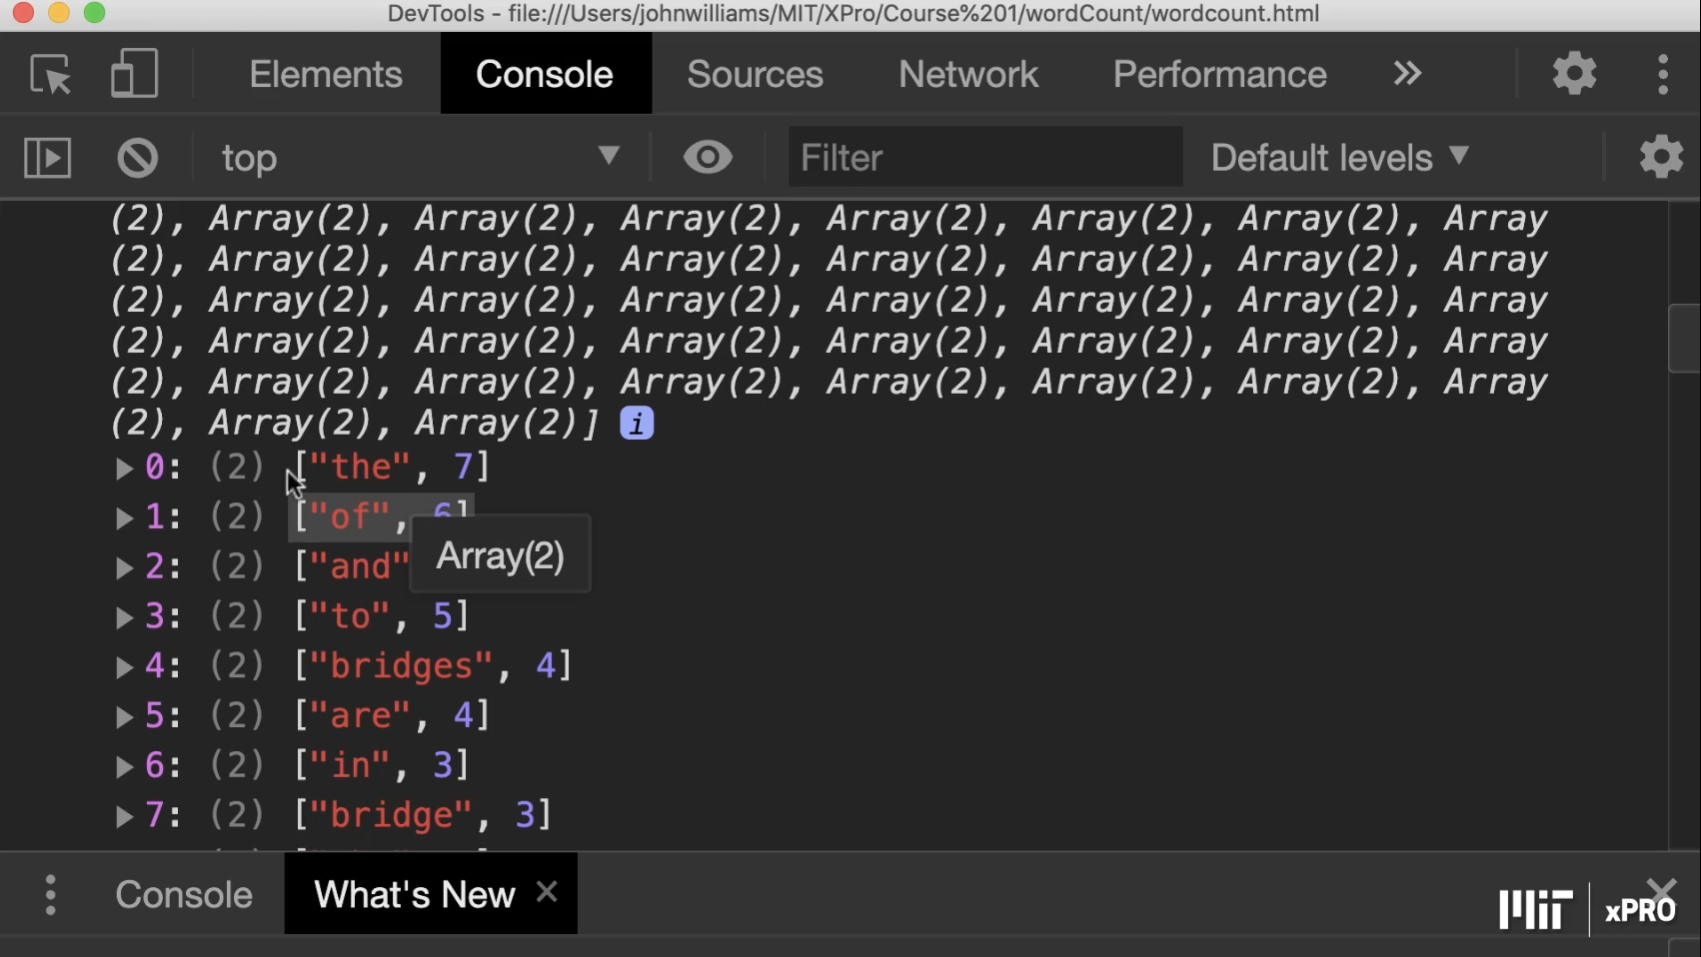 DevTools - file:///Users/johnwilliams/MIT/XPro/Course%201/wordCount/wordcount.html
Elements Console Sources Network Performance »
top Filter Default levels
(2), Array(2), Array(2), Array(2), Array(2), Array(2), Array(2), Array
(2), Array(2), Array(2), Array(2), Array(2), Array(2), Array(2), Array
(2), Array(2), Array(2), Array(2), Array(2), Array(2), Array(2), Array
(2), Array(2), Array(2), Array(2), Array(2), Array(2), Array(2), Array
(2), Array(2), Array(2), Array(2), Array(2), Array(2), Array(2), Array
(2), Array(2), Array(2)] i
0: (2) ["the", 7]
1: (2) ["of", 6]
Array(2)
2: (2) ["and"
3: (2) ["to", 5]
4: (2) ["bridges", 4]
5: (2) ["are", 4]
6: (2) ["in", 3]
7: (2) ["bridge", 3]
Console What's New
MIT xPRO